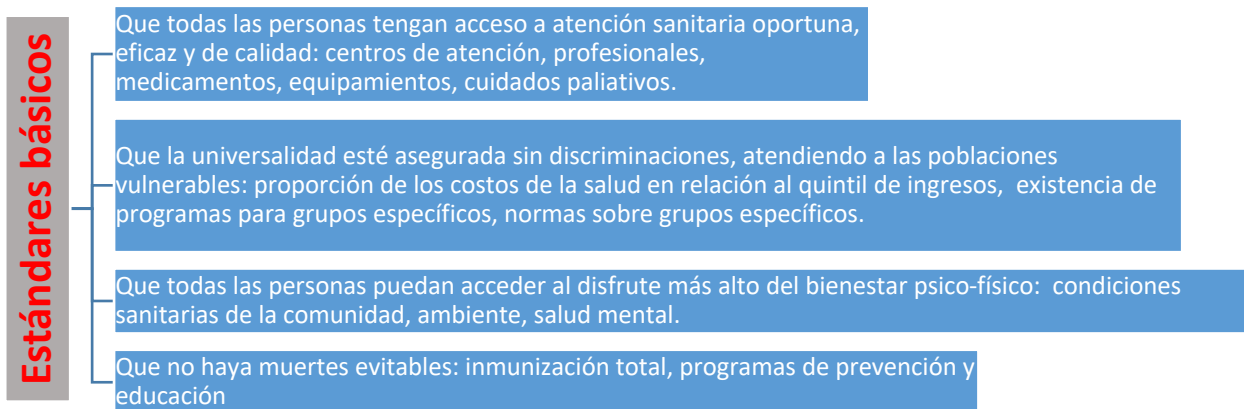 Estándares básicos
Que todas las personas tengan acceso a atención sanitaria oportuna,
eficaz y de calidad: centros de atención, profesionales,
medicamentos, equipamientos, cuidados paliativos.
Que la universalidad esté asegurada sin discriminaciones, atendiendo a las poblaciones
vulnerables: proporción de los costos de la salud en relación al quintil de ingresos, existencia de
programas para grupos específicos, normas sobre grupos específicos.
Que todas las personas puedan acceder al disfrute más alto del bienestar psico-físico: condiciones
sanitarias de la comunidad, ambiente, salud mental.
Que no haya muertes evitables: inmunización total, programas de prevención y
educación